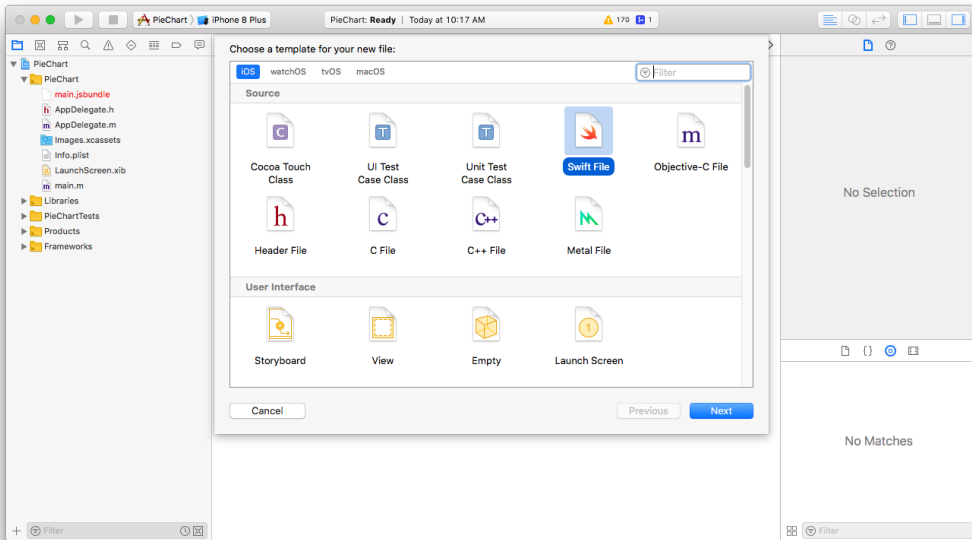 PieChart
iPhone 8 Plus
PieChart: Ready | Today at 10:17 AM
170
1
PieChart
PieChart
main.jsbundle
AppDelegate.h
AppDelegate.m
Images.xcassets
Info.plist
LaunchScreen.xib
main.m
Libraries
PieChartTests
Products
Frameworks
Filter
Choose a template for your new file:
iOS
watchOS
tvOS
macOS
Filter
Source
C
T
T
m
Cocoa Touch
Class
UI Test
Case Class
Unit Test
Case Class
Swift File
Objective-C File
h
c
C++
Header File
C File
C++ File
Metal File
User Interface
1
Storyboard
View
Empty
Launch Screen
Cancel
Previous
Next
No Selection
{}
No Matches
Filter